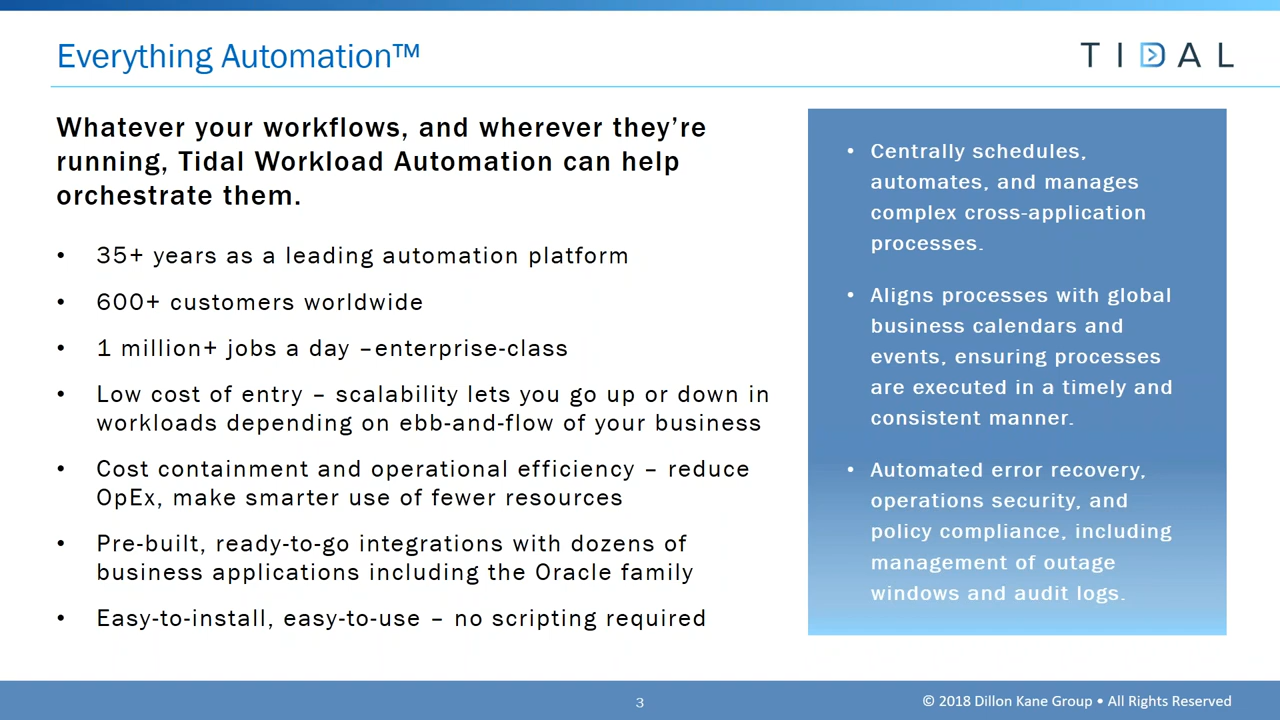 Everything Automation™
TIDAL
Whatever your workflows, and wherever they're
running, Tidal Workload Automation can help
orchestrate them.
• 35+ years as a leading automation platform
• 600+ customers worldwide
• 1 million+ jobs a day –enterprise-class
• Low cost of entry – scalability lets you go up or down in
workloads depending on ebb-and-flow of your business
• Cost containment and operational efficiency – reduce
OpEx, make smarter use of fewer resources
• Pre-built, ready-to-go integrations with dozens of
business applications including the Oracle family
• Easy-to-install, easy-to-use – no scripting required
• Centrally schedules,
automates, and manages
complex cross-application
processes.
• Aligns processes with global
business calendars and
events, ensuring processes
are executed in a timely and
consistent manner.
• Automated error recovery,
operations security, and
policy compliance, including
management of outage
windows and audit logs.
3
© 2018 Dillon Kane Group • All Rights Reserved